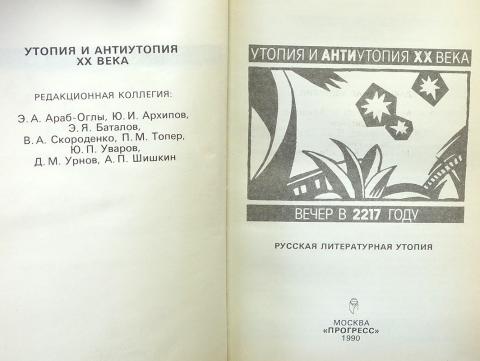 УТОПИЯ И АНТИУТОПИЯ
XX ВЕКА
РЕДАКЦИОННАЯ КОЛЛЕГИЯ:
Э. А. Араб-Оглы, Ю. И. Архипов,
Э. Я. Баталов,
В. А. Скороденко, П. М. Топер,
Ю. П. Уваров,
Д. М. Урнов, А. П. Шишкин
УТОПИЯ И АНТИУТОПИЯ XX ВЕКА
ВЕЧЕР В 2217 ГОДУ
РУССКАЯ ЛИТЕРАТУРНАЯ УТОПИЯ
МОСКВА
«ПРОГРЕСС»
1990